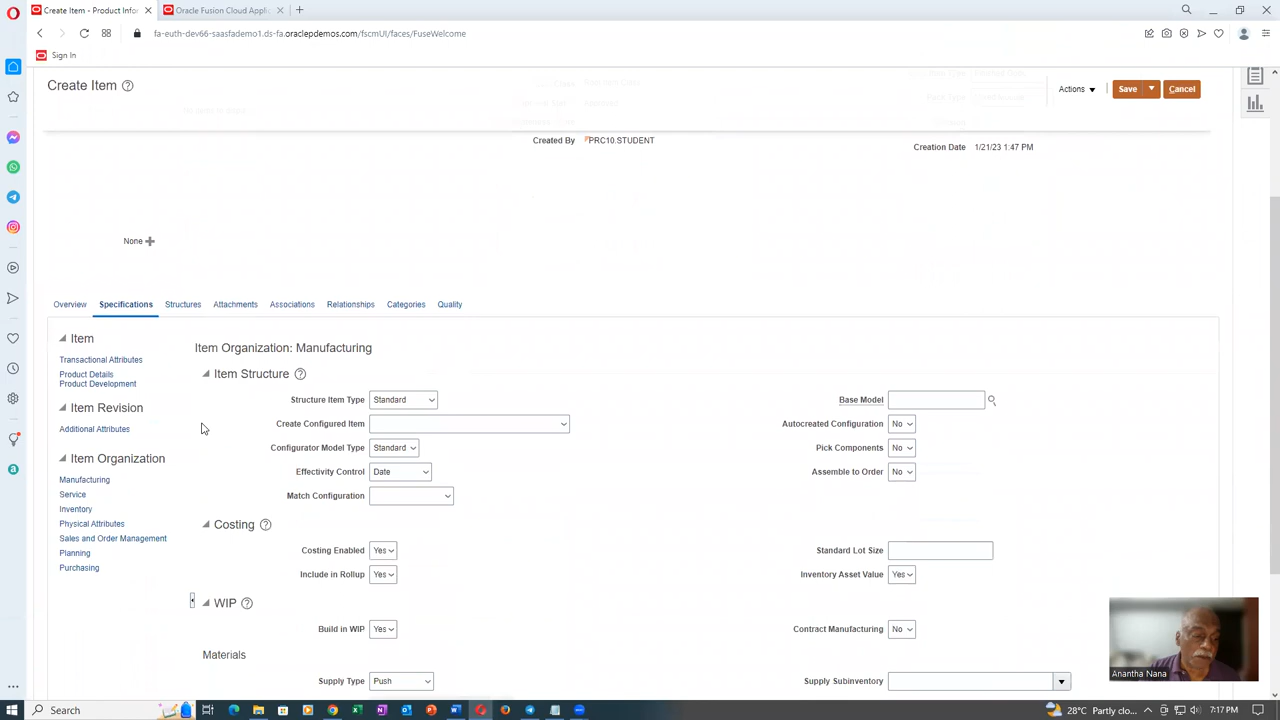 Create Item - Product Infor
Oracle Fusion Cloud Applic
fa-euth-dev66-saasfademo1.ds-fa.oraclepdemos.com/fscmUI/faces/FuseWelcome
Sign In
Create Item
Actions
Save
Cancel
Created By
PRC10.STUDENT
Creation Date
1/21/23 1:47 PM
None
Overview
Specifications
Structures
Attachments
Associations
Relationships
Categories
Quality
Item
Transactional Attributes
Product Details
Product Development
Item Revision
Additional Attributes
Item Organization
Manufacturing
Service
Inventory
Physical Attributes
Sales and Order Management
Planning
Purchasing
Item Organization: Manufacturing
Item Structure
Structure Item Type Standard
Base Model
Create Configured Item
Autocreated Configuration No
Configurator Model Type Standard
Pick Components No
Effectivity Control Date
Assemble to Order No
Match Configuration
Costing
Costing Enabled Yes
Standard Lot Size
Include in Rollup Yes
Inventory Asset Value Yes
WIP
Build in WIP Yes
Contract Manufacturing No
Materials
Supply Type Push
Supply Subinventory
Anantha Nana
Search
28°C Partly clo...
7:17 PM